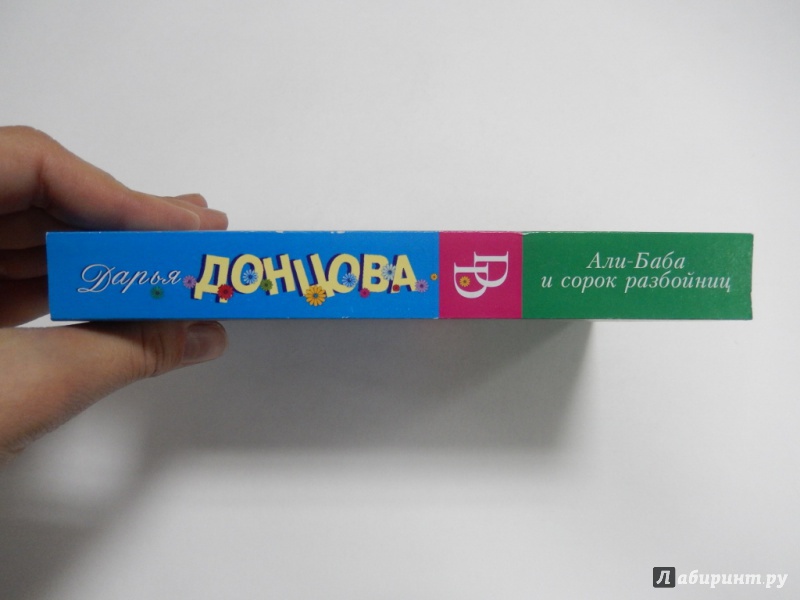 Дарья ДОНЦОВА
Б Б
Али-Баба
и сорок разбойниц
Лабиринт.ру